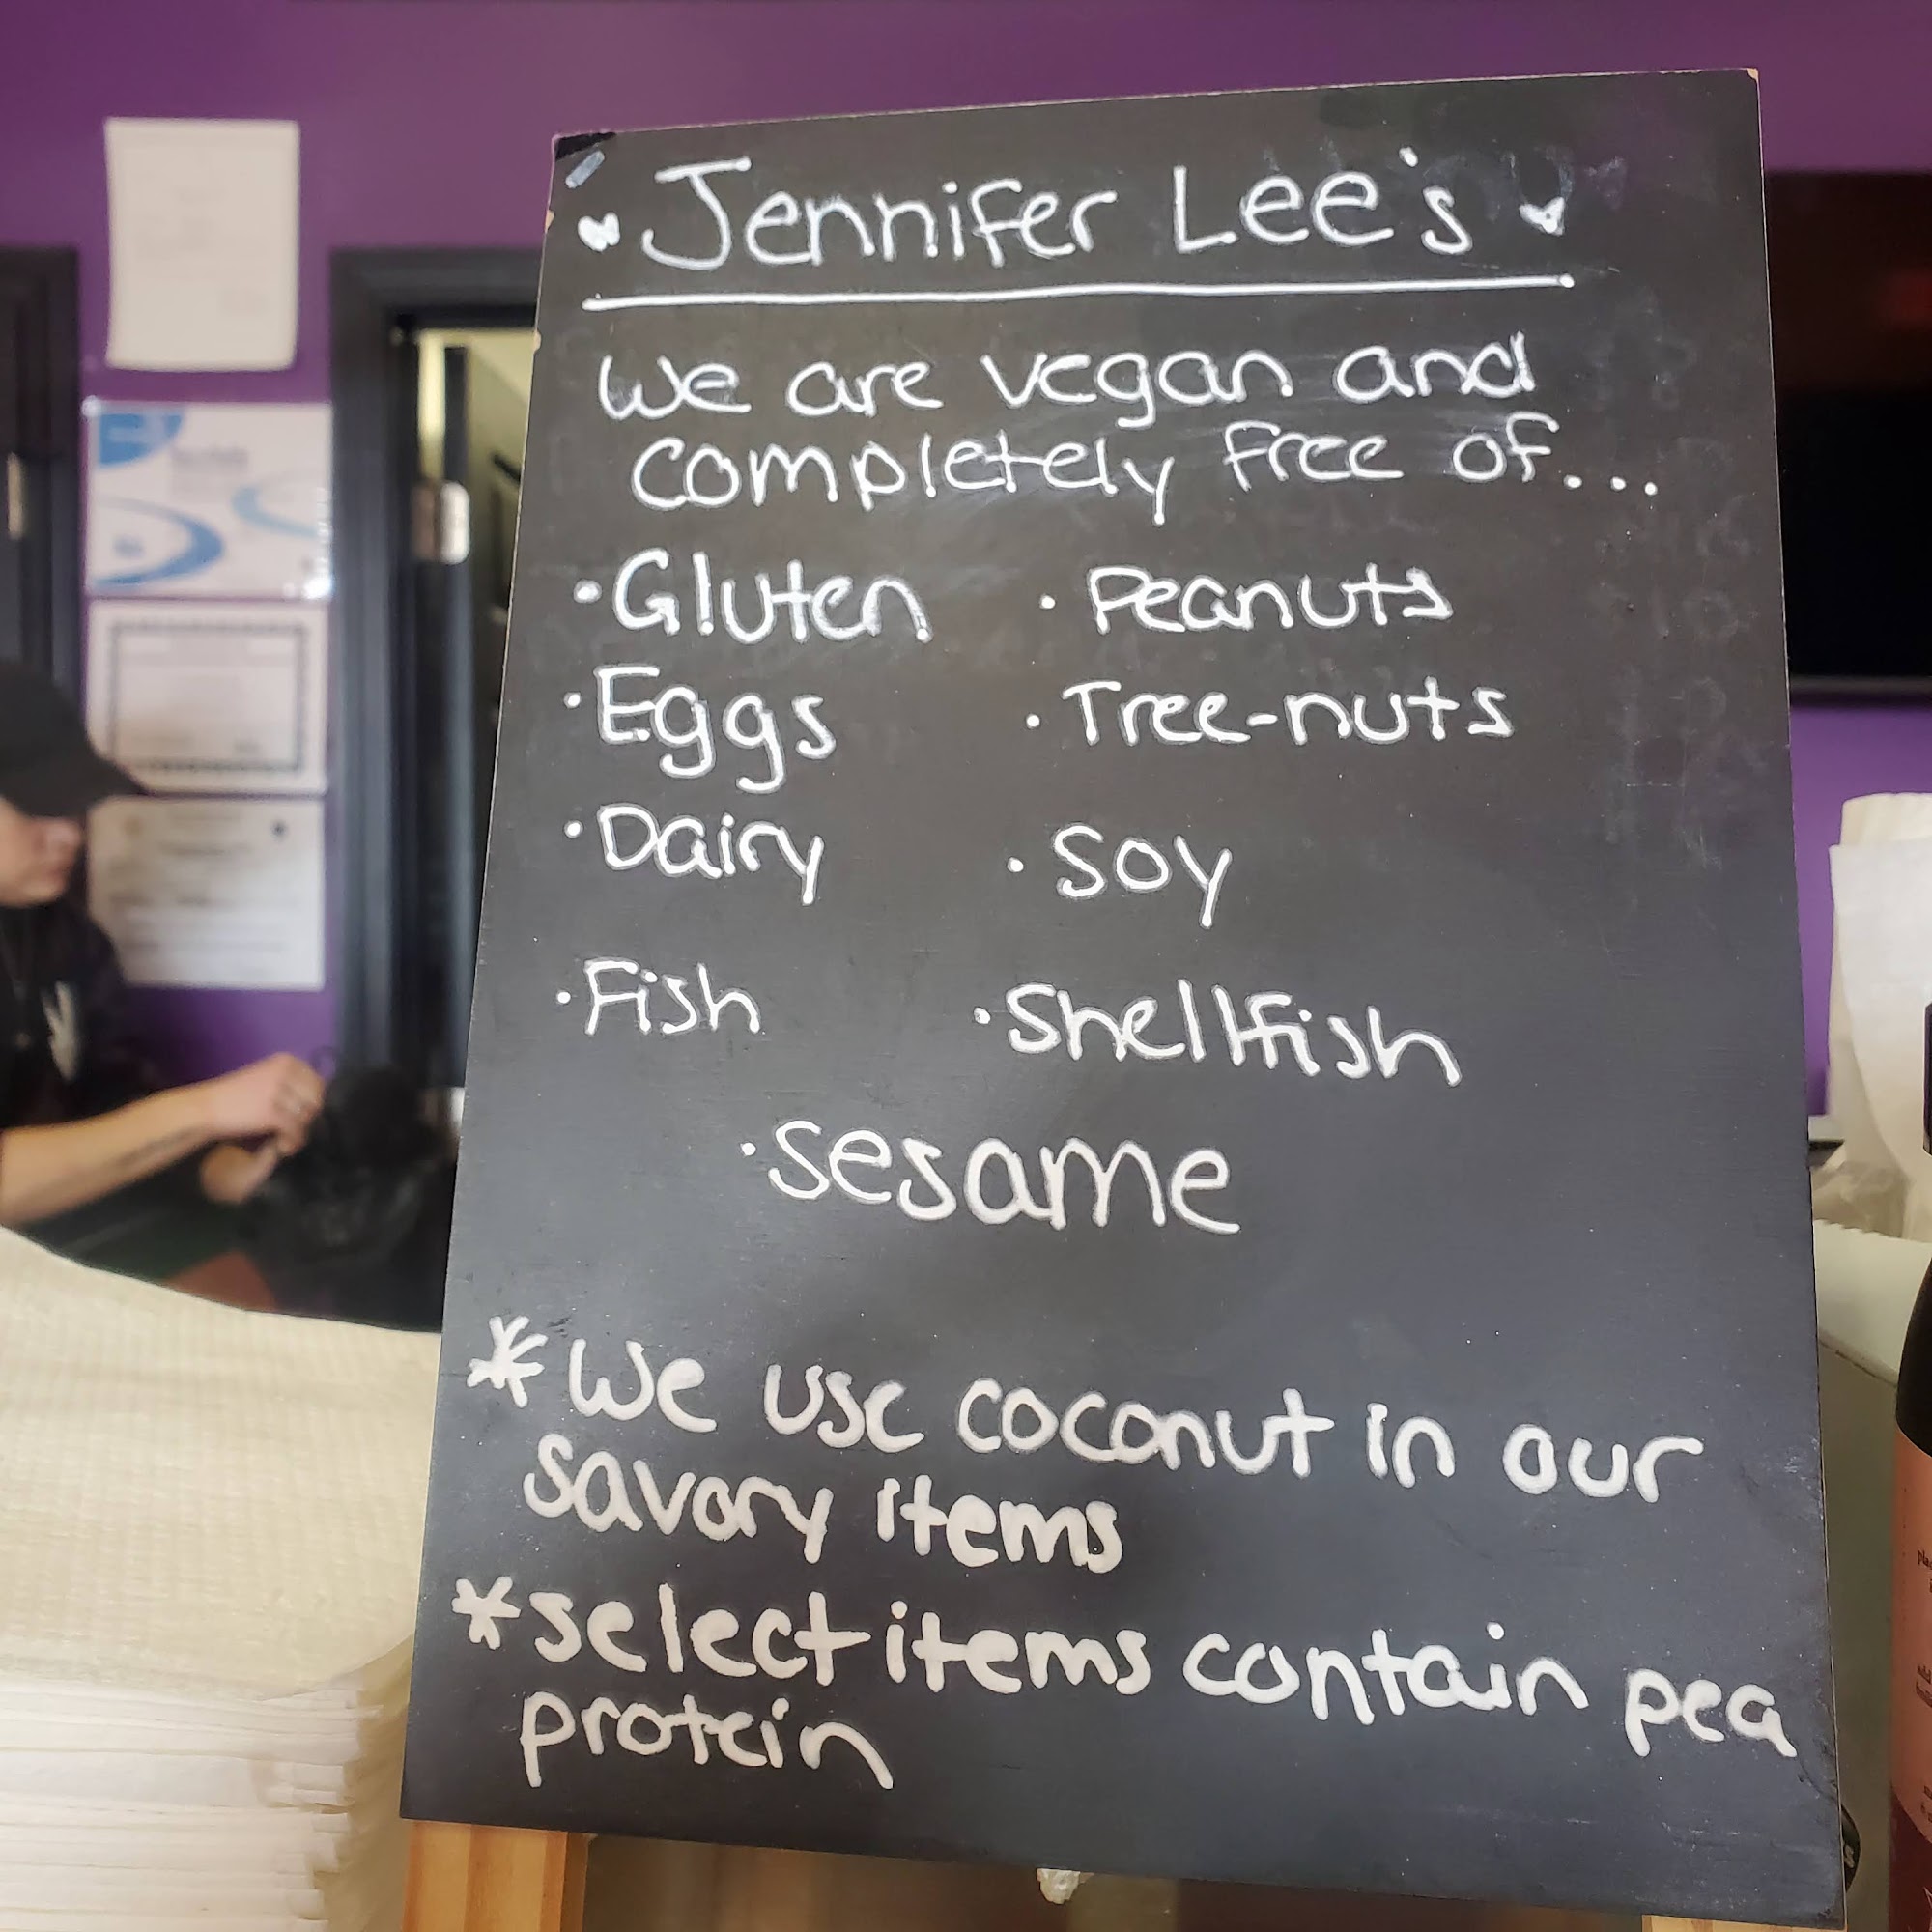 Jennifer Lee's
We are vegan and
completely free of...
• Gluten • Peanuts
• Eggs • Tree-nuts
• Dairy • Soy
• Fish • Shellfish
• Sesame
* We use coconut in our
savory items
* select items contain pea
protein